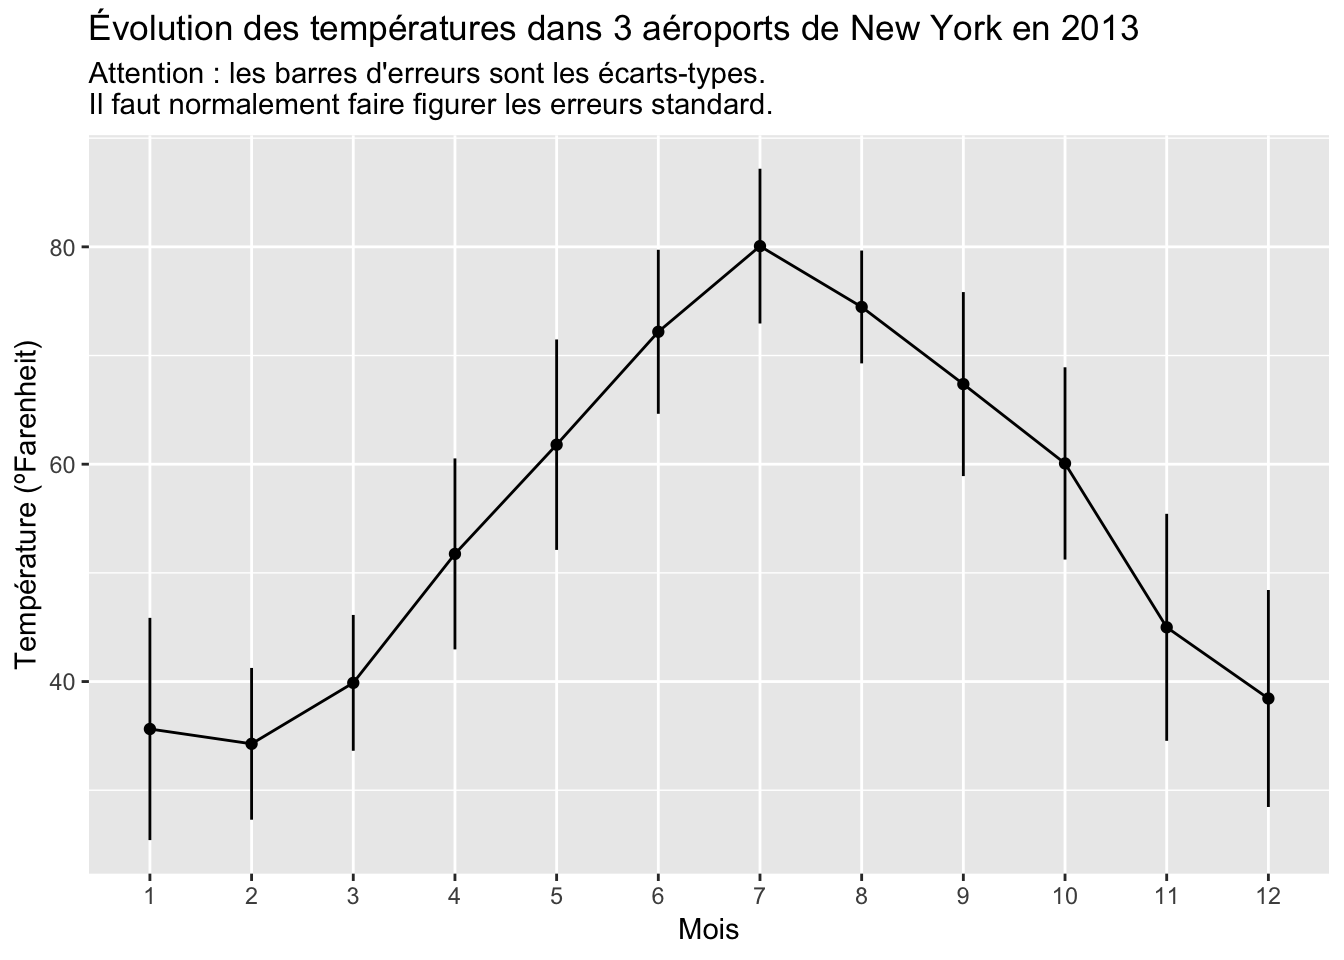 Évolution des températures dans 3 aéroports de New York en 2013
Attention : les barres d'erreurs sont les écarts-types.
Il faut normalement faire figurer les erreurs standard.
Température (ºFarenheit)
80
60
40
1 2 3 4 5 6 7 8 9 10 11 12
Mois